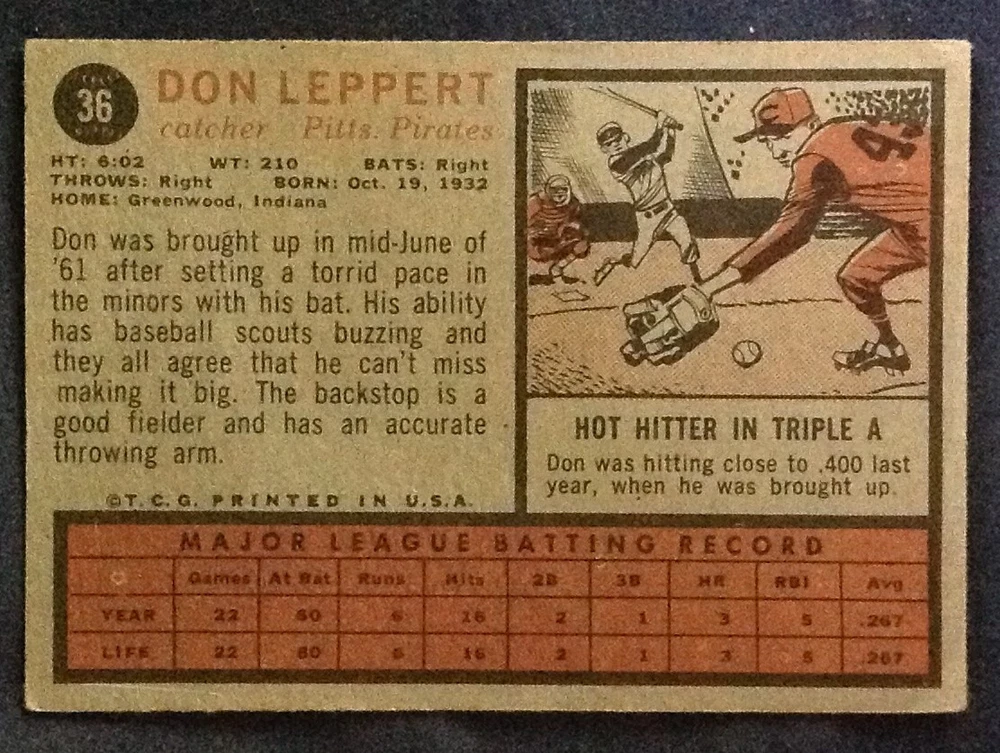 36
DON LEPPERT
catcher Pitts. Pirates
HT: 6:02 WT: 210 BATS: Right
THROWS: Right BORN: Oct. 19, 1932
HOME: Greenwood, Indiana
Don was brought up in mid-June of
'61 after setting a torrid pace in
the minors with his bat. His ability
has baseball scouts buzzing and
they all agree that he can't miss
making it big. The backstop is a
good fielder and has an accurate
throwing arm.
©T.C.G. PRINTED IN U.S.A.
HOT HITTER IN TRIPLE A
Don was hitting close to .400 last
year, when he was brought up.
MAJOR LEAGUE BATTING RECORD
Games At Bat Runs Hits 2B 3B HR RBI Avg
YEAR 22 60 6 16 2 1 3 5 .267
LIFE 22 60 6 16 2 1 3 5 .267